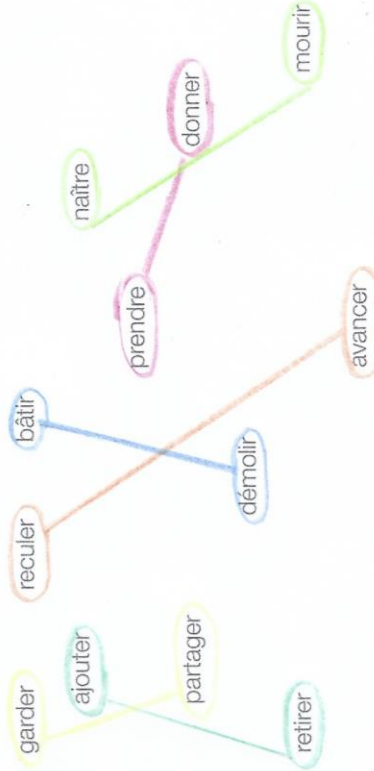 garder
ajouter
partager
retirer
reculer
bâtir
démolir
avancer
prendre
naître
donner
mourir